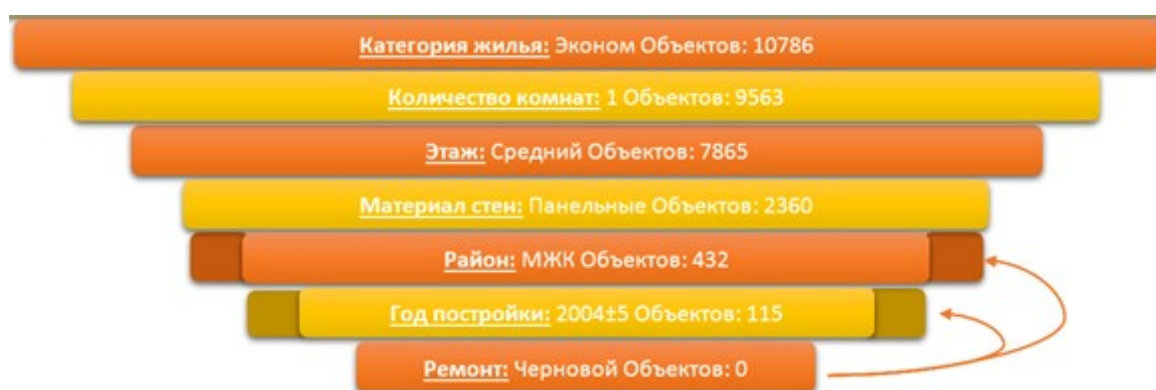 Категория жилья: Эконом Объектов: 10786
Количество комнат: 1 Объектов: 9563
Этаж: Средний Объектов: 7865
Материал стен: Панельные Объектов: 2360
Район: МЖК Объектов: 432
Год постройки: 2004±5 Объектов: 115
Ремонт: Черновой Объектов: 0